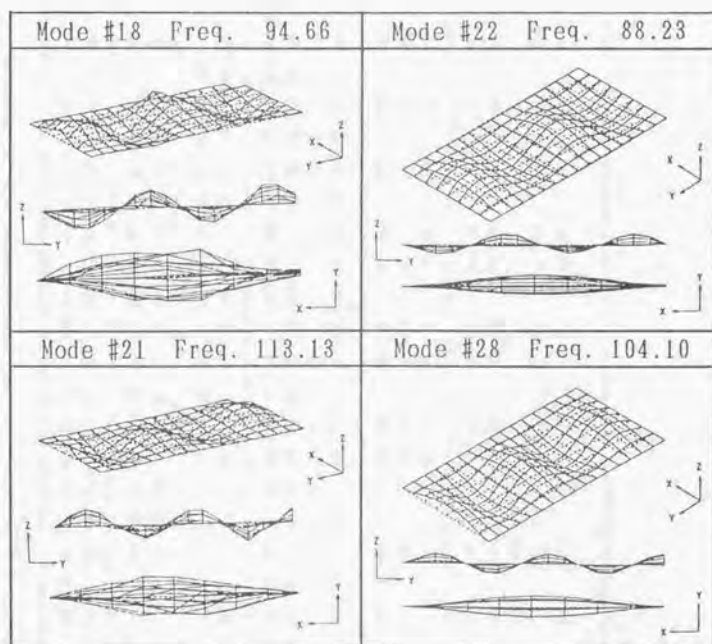 Mode #18 Freq. 94.66
Z
X
Y
Z
Y
Y
X
Mode #22 Freq. 88.23
Z
X
Y
Z
Y
Y
X
Mode #21 Freq. 113.13
Z
X
Y
Z
Y
Y
X
Mode #28 Freq. 104.10
Z
X
Y
Z
Y
Y
X